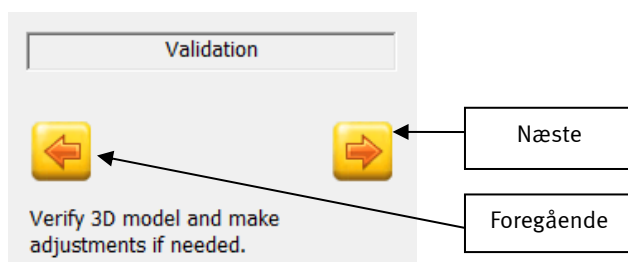 Validation
Næste
Foregående
Verify 3D model and make
adjustments if needed.